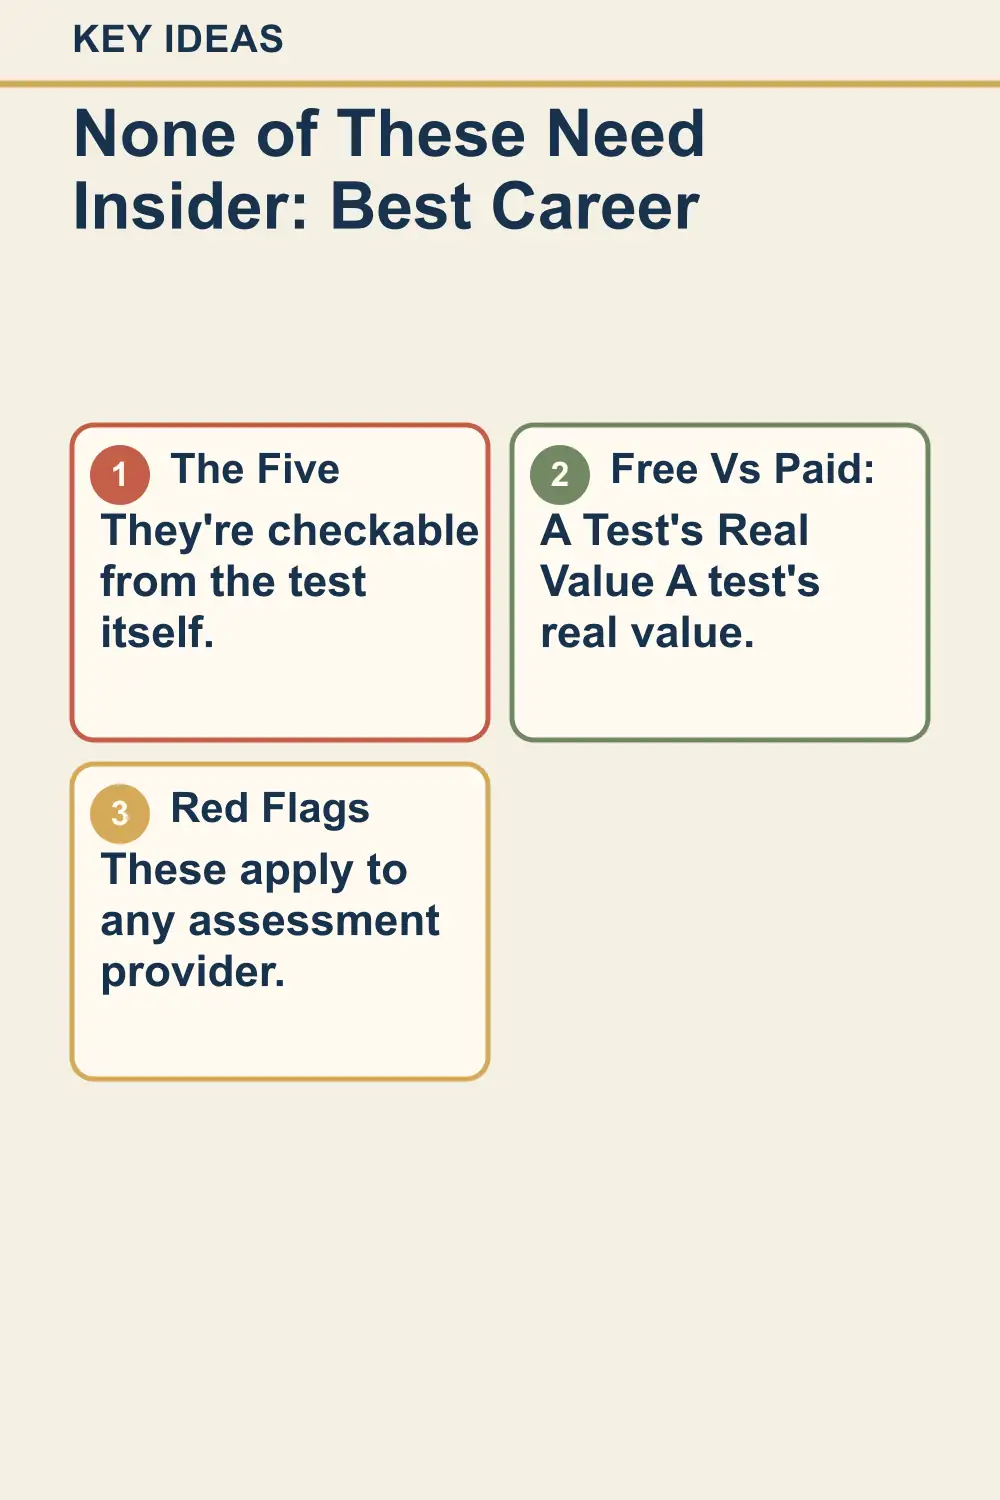 KEY IDEAS
None of These Need
Insider: Best Career
1 The Five
They're checkable
from the test
itself.
2 Free Vs Paid:
A Test's Real
Value A test's
real value.
3 Red Flags
These apply to
any assessment
provider.